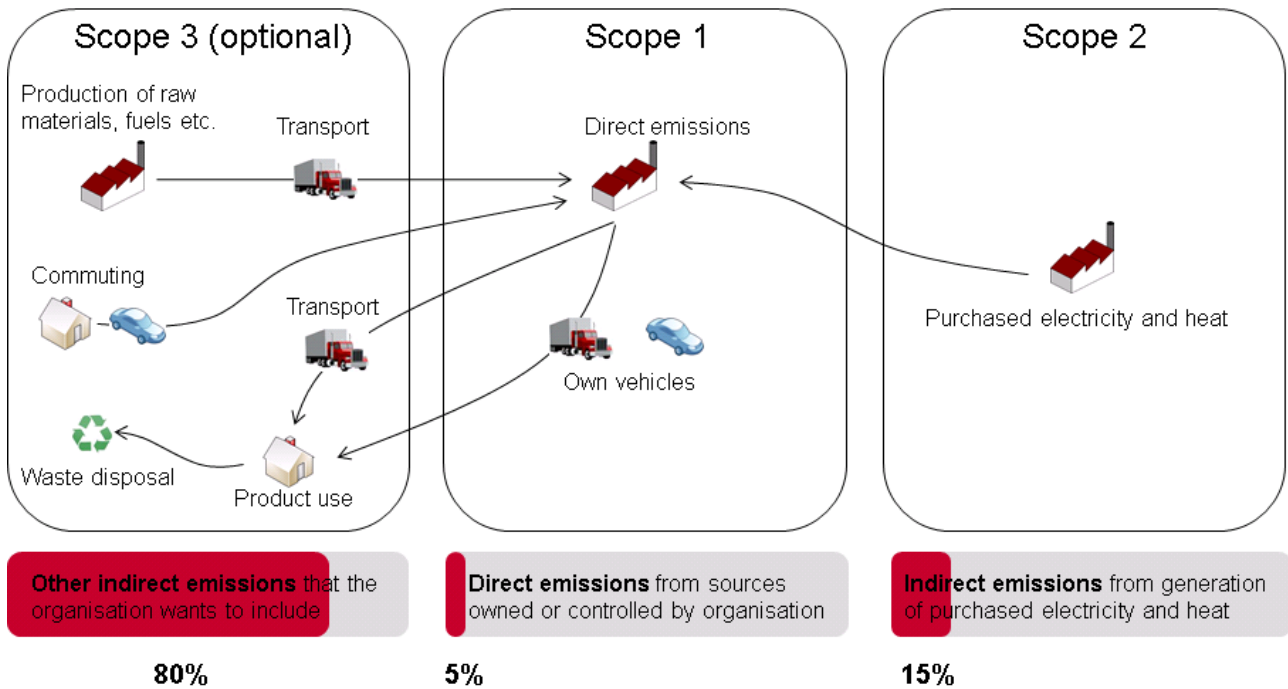 Scope 3 (optional)
Production of raw
materials, fuels etc.
Transport
Commuting
Transport
Waste disposal
Product use
Scope 1
Direct emissions
Own vehicles
Scope 2
Purchased electricity and heat
Other indirect emissions that the
organisation wants to include
Direct emissions from sources
owned or controlled by organisation
Indirect emissions from generation
of purchased electricity and heat
80%
5%
15%